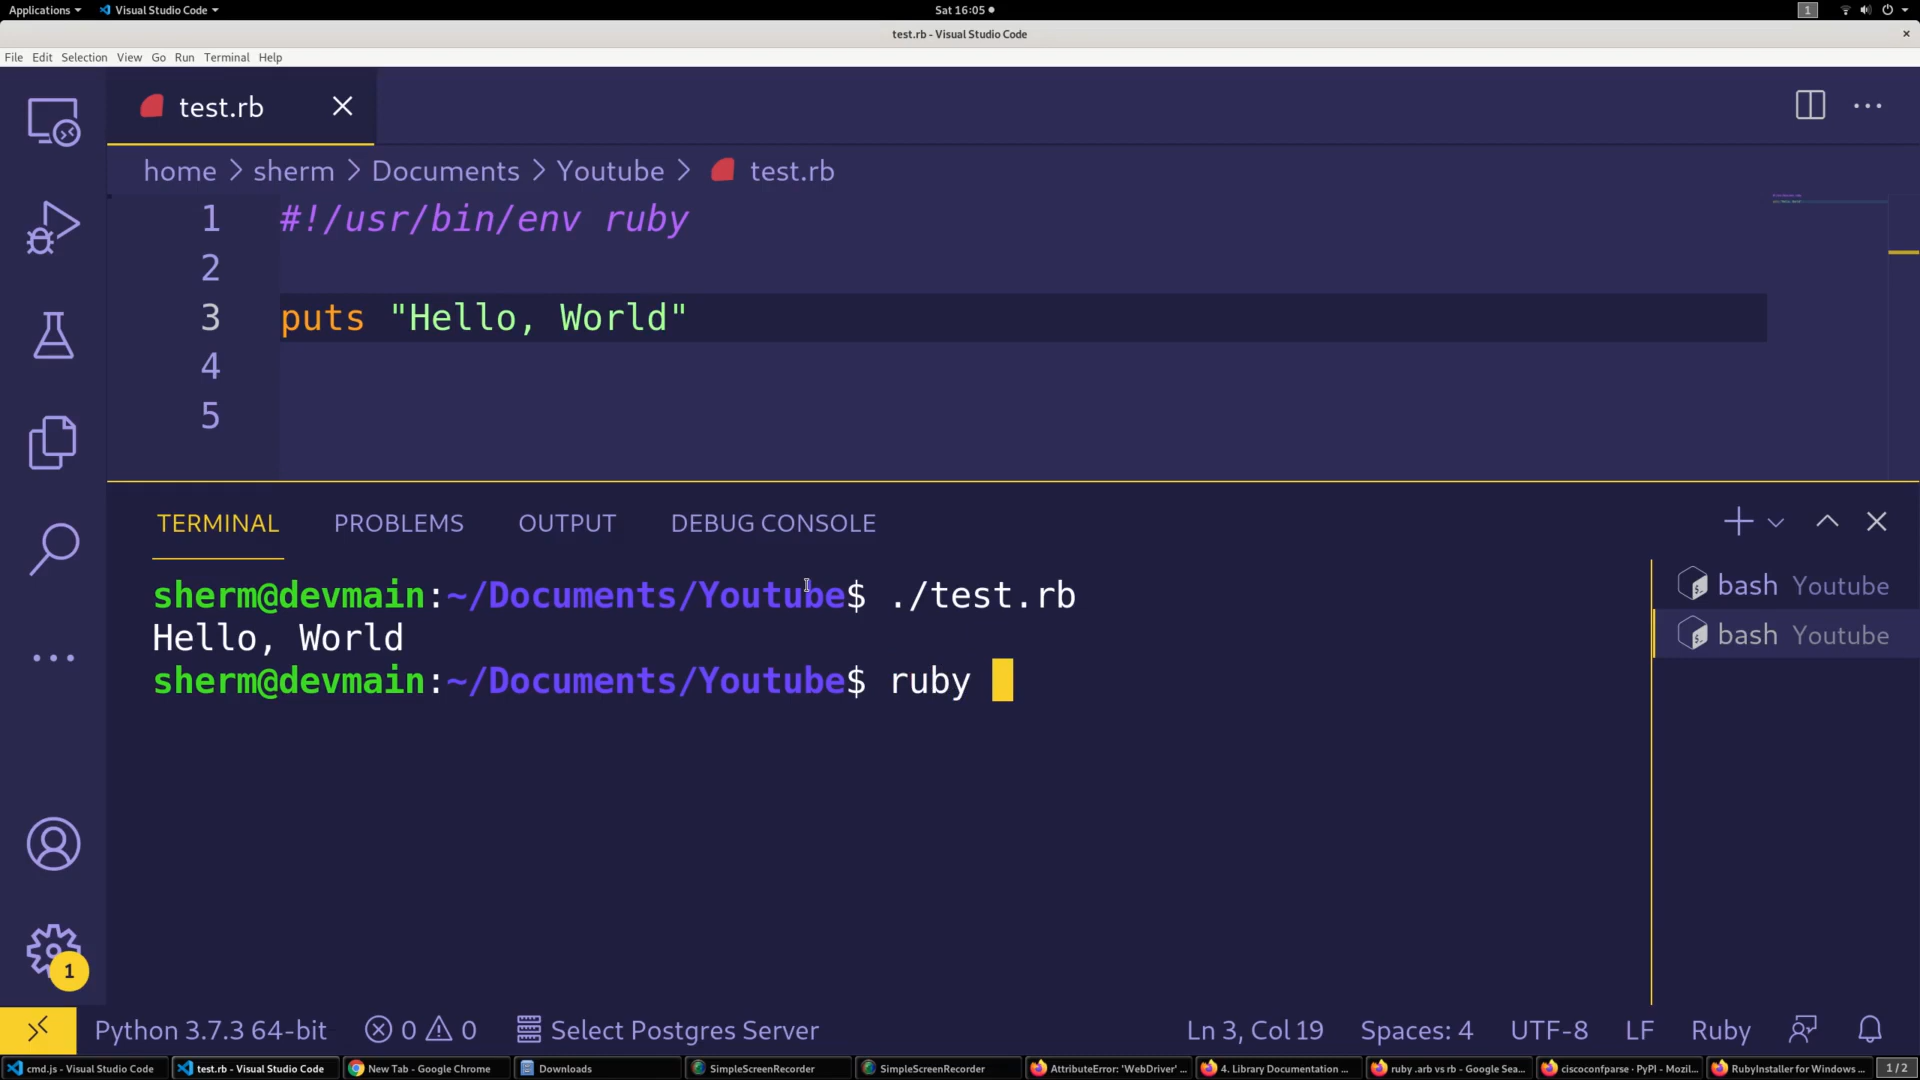 Applications
Visual Studio Code
Sat 16:05
1
test.rb - Visual Studio Code
File Edit Selection View Go Run Terminal Help
test.rb
home > sherm > Documents > Youtube > test.rb
1 #!/usr/bin/env ruby
2
3 puts "Hello, World"
4
5
TERMINAL PROBLEMS OUTPUT DEBUG CONSOLE
sherm@devmain:~/Documents/Youtube$ ./test.rb
Hello, World
sherm@devmain:~/Documents/Youtube$ ruby
bash Youtube
bash Youtube
1
Python 3.7.3 64-bit 0 0 Select Postgres Server Ln 3, Col 19 Spaces: 4 UTF-8 LF Ruby
cmd.js - Visual Studio Code
test.rb - Visual Studio Code
New Tab - Google Chrome
Downloads
SimpleScreenRecorder
SimpleScreenRecorder
AttributeError: 'WebDriver' ...
4. Library Documentation ...
ruby .arb vs rb - Google Sea...
ciscoconfparse · PyPI - Mozil...
RubyInstaller for Windows ...
1 / 2